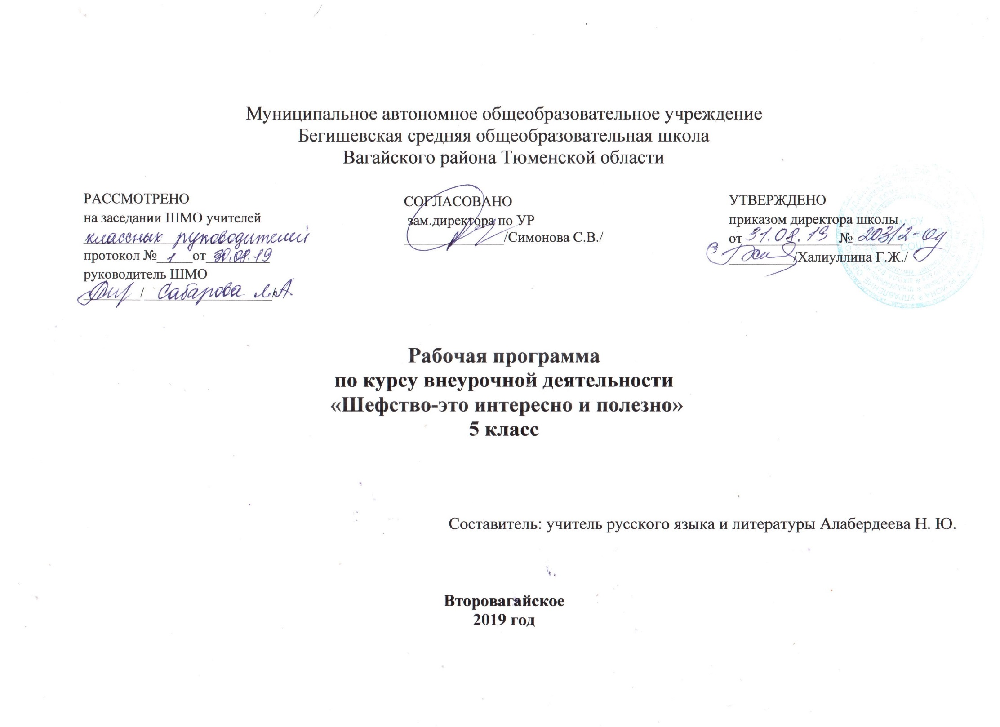 Муниципальное автономное общеобразовательное учреждение
Бегишевская средняя общеобразовательная школа
Вагайского района Тюменской области
РАССМОТРЕНО
на заседании ШМО учителей
классных руководителей
протокол № 1 от 30.08.19
руководитель ШМО
/ Сабарова
СОГЛАСОВАНО
зам.директора по УР
/Симонова С.В./
УТВЕРЖДЕНО
приказом директора школы
от 31.08.19 № 203/2-од
/Халиуллина Г.Ж./
Рабочая программа
по курсу внеурочной деятельности
«Шефство-это интересно и полезно»
5 класс
Составитель: учитель русского языка и литературы Алабердеева Н. Ю.
Второвагайское
2019 год